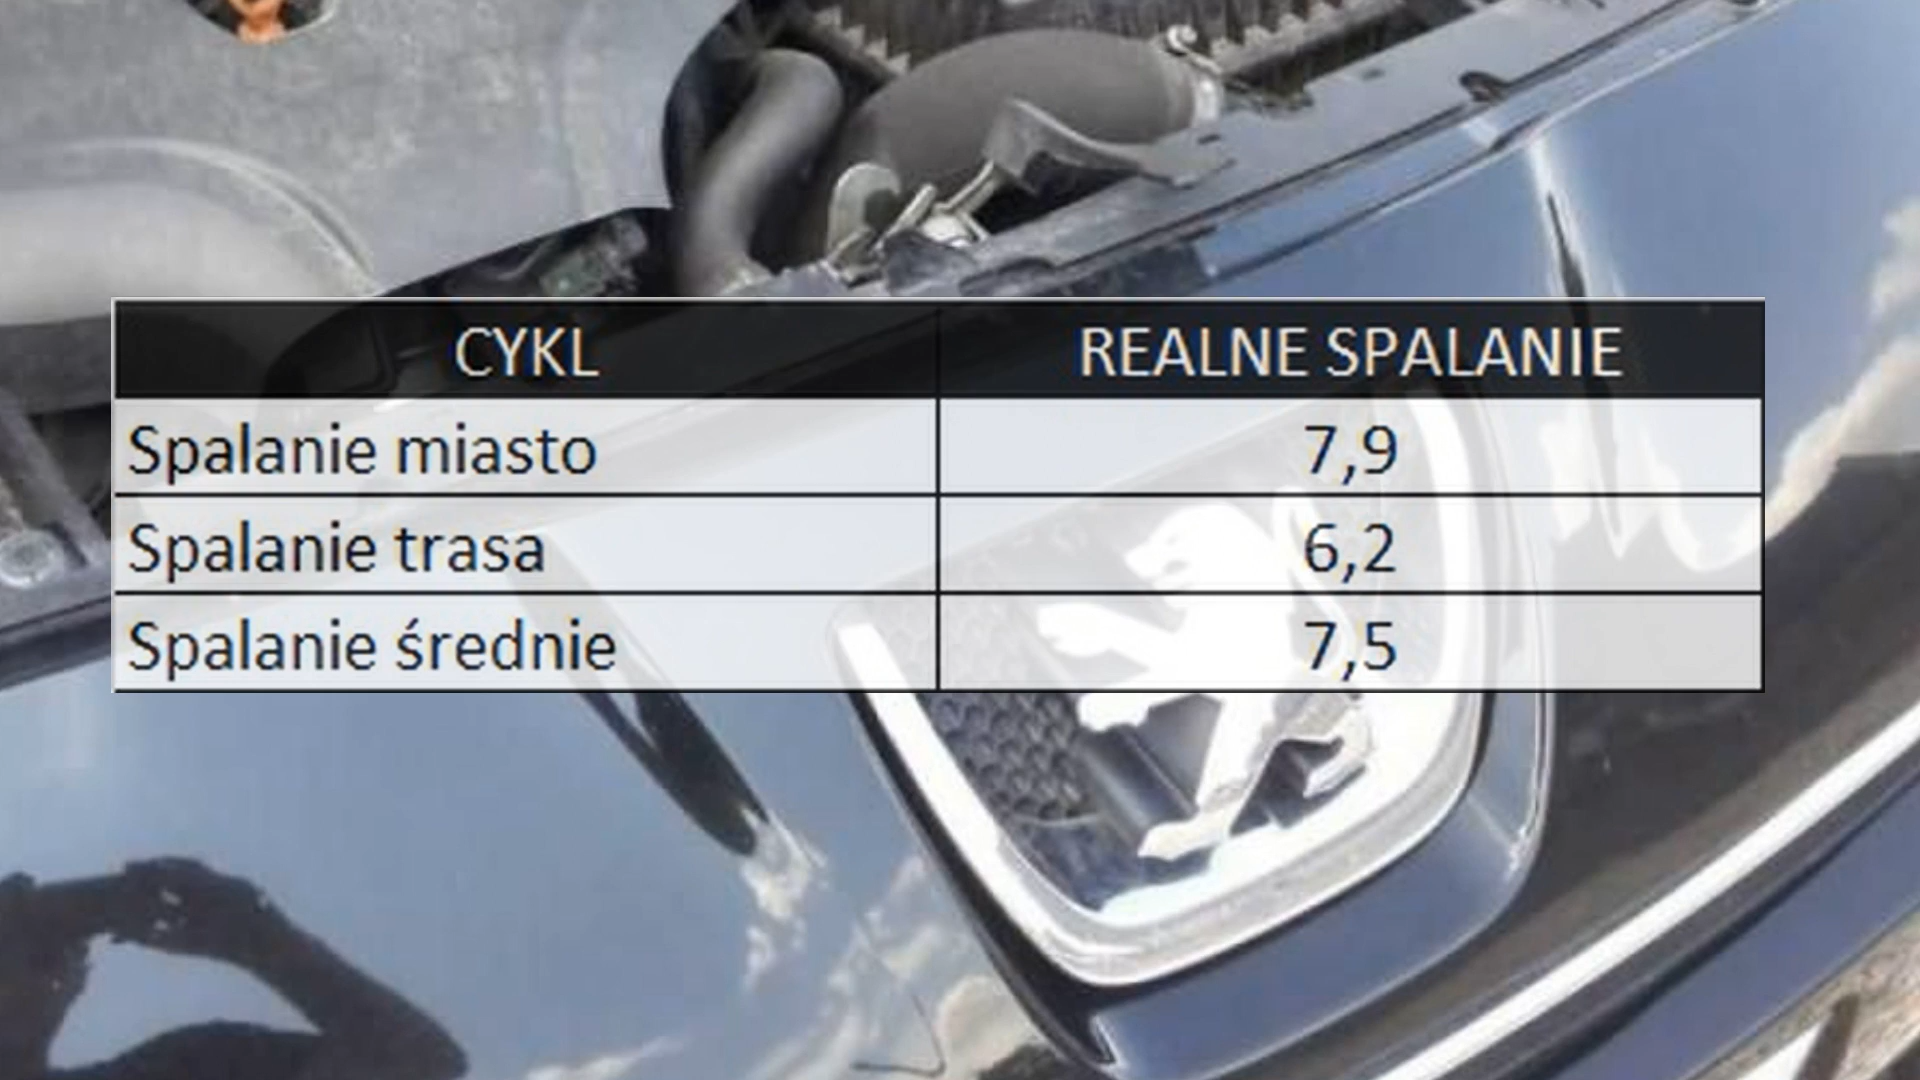 CYKL REALNE SPALANIE
Spalanie miasto 7,9
Spalanie trasa 6,2
Spalanie średnie 7,5